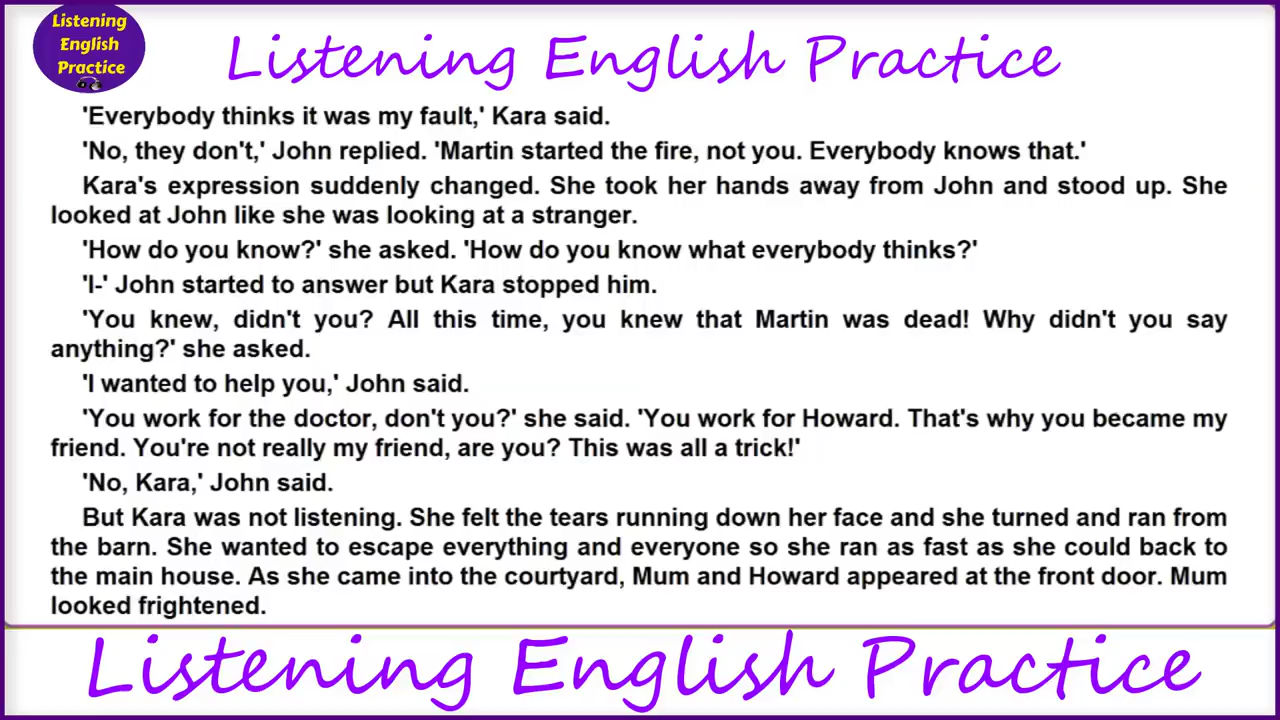 Listening
English
Practice
Listening English Practice
'Everybody thinks it was my fault,' Kara said.
'No, they don't,' John replied. 'Martin started the fire, not you. Everybody knows that.'
Kara's expression suddenly changed. She took her hands away from John and stood up. She
looked at John like she was looking at a stranger.
'How do you know?' she asked. 'How do you know what everybody thinks?'
'I-' John started to answer but Kara stopped him.
'You knew, didn't you? All this time, you knew that Martin was dead! Why didn't you say
anything?' she asked.
'I wanted to help you,' John said.
'You work for the doctor, don't you?' she said. 'You work for Howard. That's why you became my
friend. You're not really my friend, are you? This was all a trick!'
'No, Kara,' John said.
But Kara was not listening. She felt the tears running down her face and she turned and ran from
the barn. She wanted to escape everything and everyone so she ran as fast as she could back to
the main house. As she came into the courtyard, Mum and Howard appeared at the front door. Mum
looked frightened.
Listening English Practice